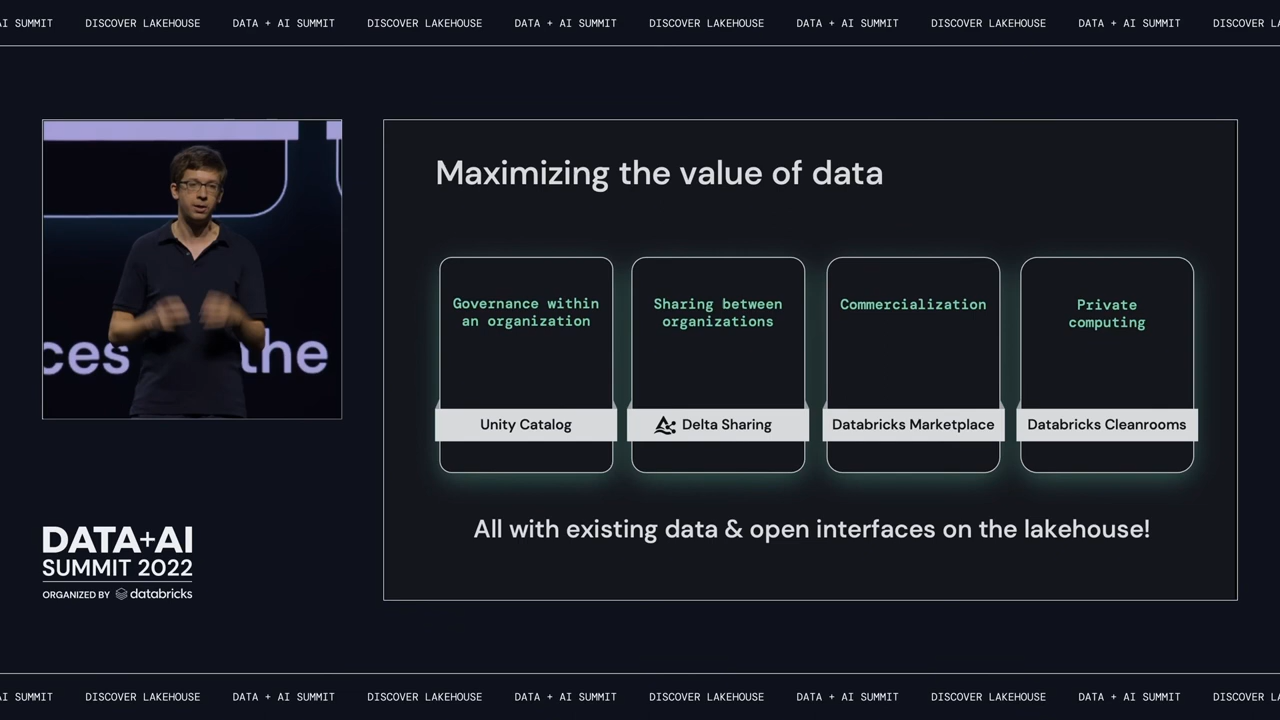 AI SUMMIT DISCOVER LAKEHOUSE DATA + AI SUMMIT DISCOVER LAKEHOUSE DATA + AI SUMMIT DISCOVER LAKEHOUSE DATA + AI SUMMIT DISCOVER LAKEHOUSE DATA + AI SUMMIT DISCOVER LA
Maximizing the value of data
Governance within
an organization
Unity Catalog
Sharing between
organizations
Delta Sharing
Commercialization
Databricks Marketplace
Private
computing
Databricks Cleanrooms
All with existing data & open interfaces on the lakehouse!
ces the
DATA+AI
SUMMIT 2022
ORGANIZED BY databricks
AI SUMMIT DISCOVER LAKEHOUSE DATA + AI SUMMIT DISCOVER LAKEHOUSE DATA + AI SUMMIT DISCOVER LAKEHOUSE DATA + AI SUMMIT DISCOVER LAKEHOUSE DATA + AI SUMMIT DISCOVER LA